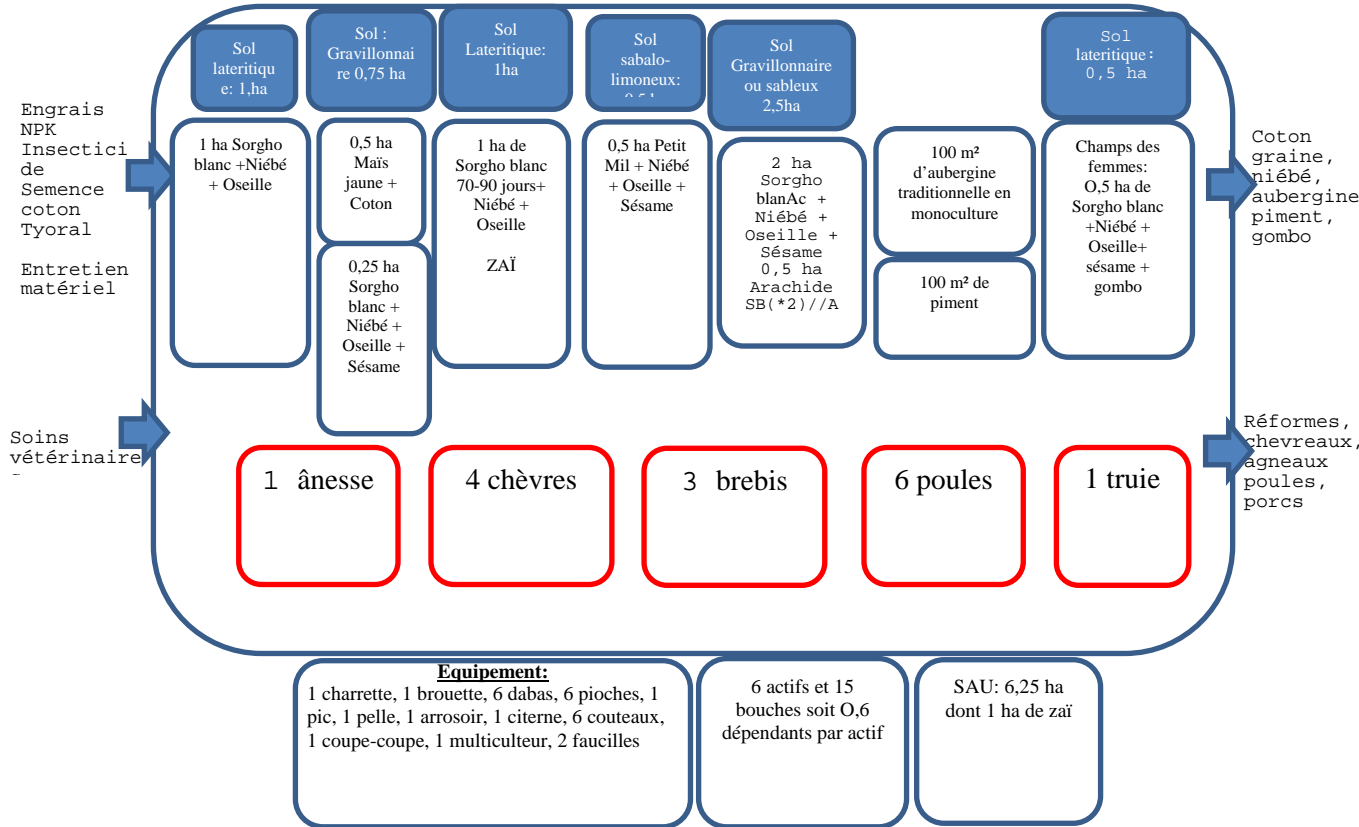 Sol
lateritiqu
e: 1,ha
Sol :
Gravillonnai
re 0,75 ha
Sol
Lateritique:
1ha
Sol
sabalo-
limoneux:
Sol
Gravillonnaire
ou sableux
2,5ha
Sol
lateritique:
0,5 ha
Engrais
NPK
Insectici
de
Semence
coton
Tyoral
Entretien
matériel
1 ha Sorgho
blanc +Niébé
+ Oseille
0,5 ha
Maïs
jaune +
Coton
0,25 ha
Sorgho
blanc +
Niébé +
Oseille +
Sésame
1 ha de
Sorgho blanc
70-90 jours+
Niébé +
Oseille
ZAÏ
0,5 ha Petit
Mil + Niébé
+ Oseille +
Sésame
2 ha
Sorgho
blanAc +
Niébé +
Oseille +
Sésame
0,5 ha
Arachide
SB(*2)//A
100 m²
d'aubergine
traditionnelle en
monoculture
100 m² de
piment
Champs des
femmes:
O,5 ha de
Sorgho blanc
+Niébé +
Oseille+
sésame +
gombo
Coton
graine,
niébé,
aubergine
piment,
gombo
Soins
vétérinaire
1 ânesse
4 chèvres
3 brebis
6 poules
1 truie
Réformes,
chevreaux,
agneaux
poules,
porcs
Equipement:
1 charrette, 1 brouette, 6 dabas, 6 pioches, 1
pic, 1 pelle, 1 arrosoir, 1 citerne, 6 couteaux,
1 coupe-coupe, 1 multiculteur, 2 faucilles
6 actifs et 15
bouches soit O,6
dépendants par actif
SAU: 6,25 ha
dont 1 ha de zaï